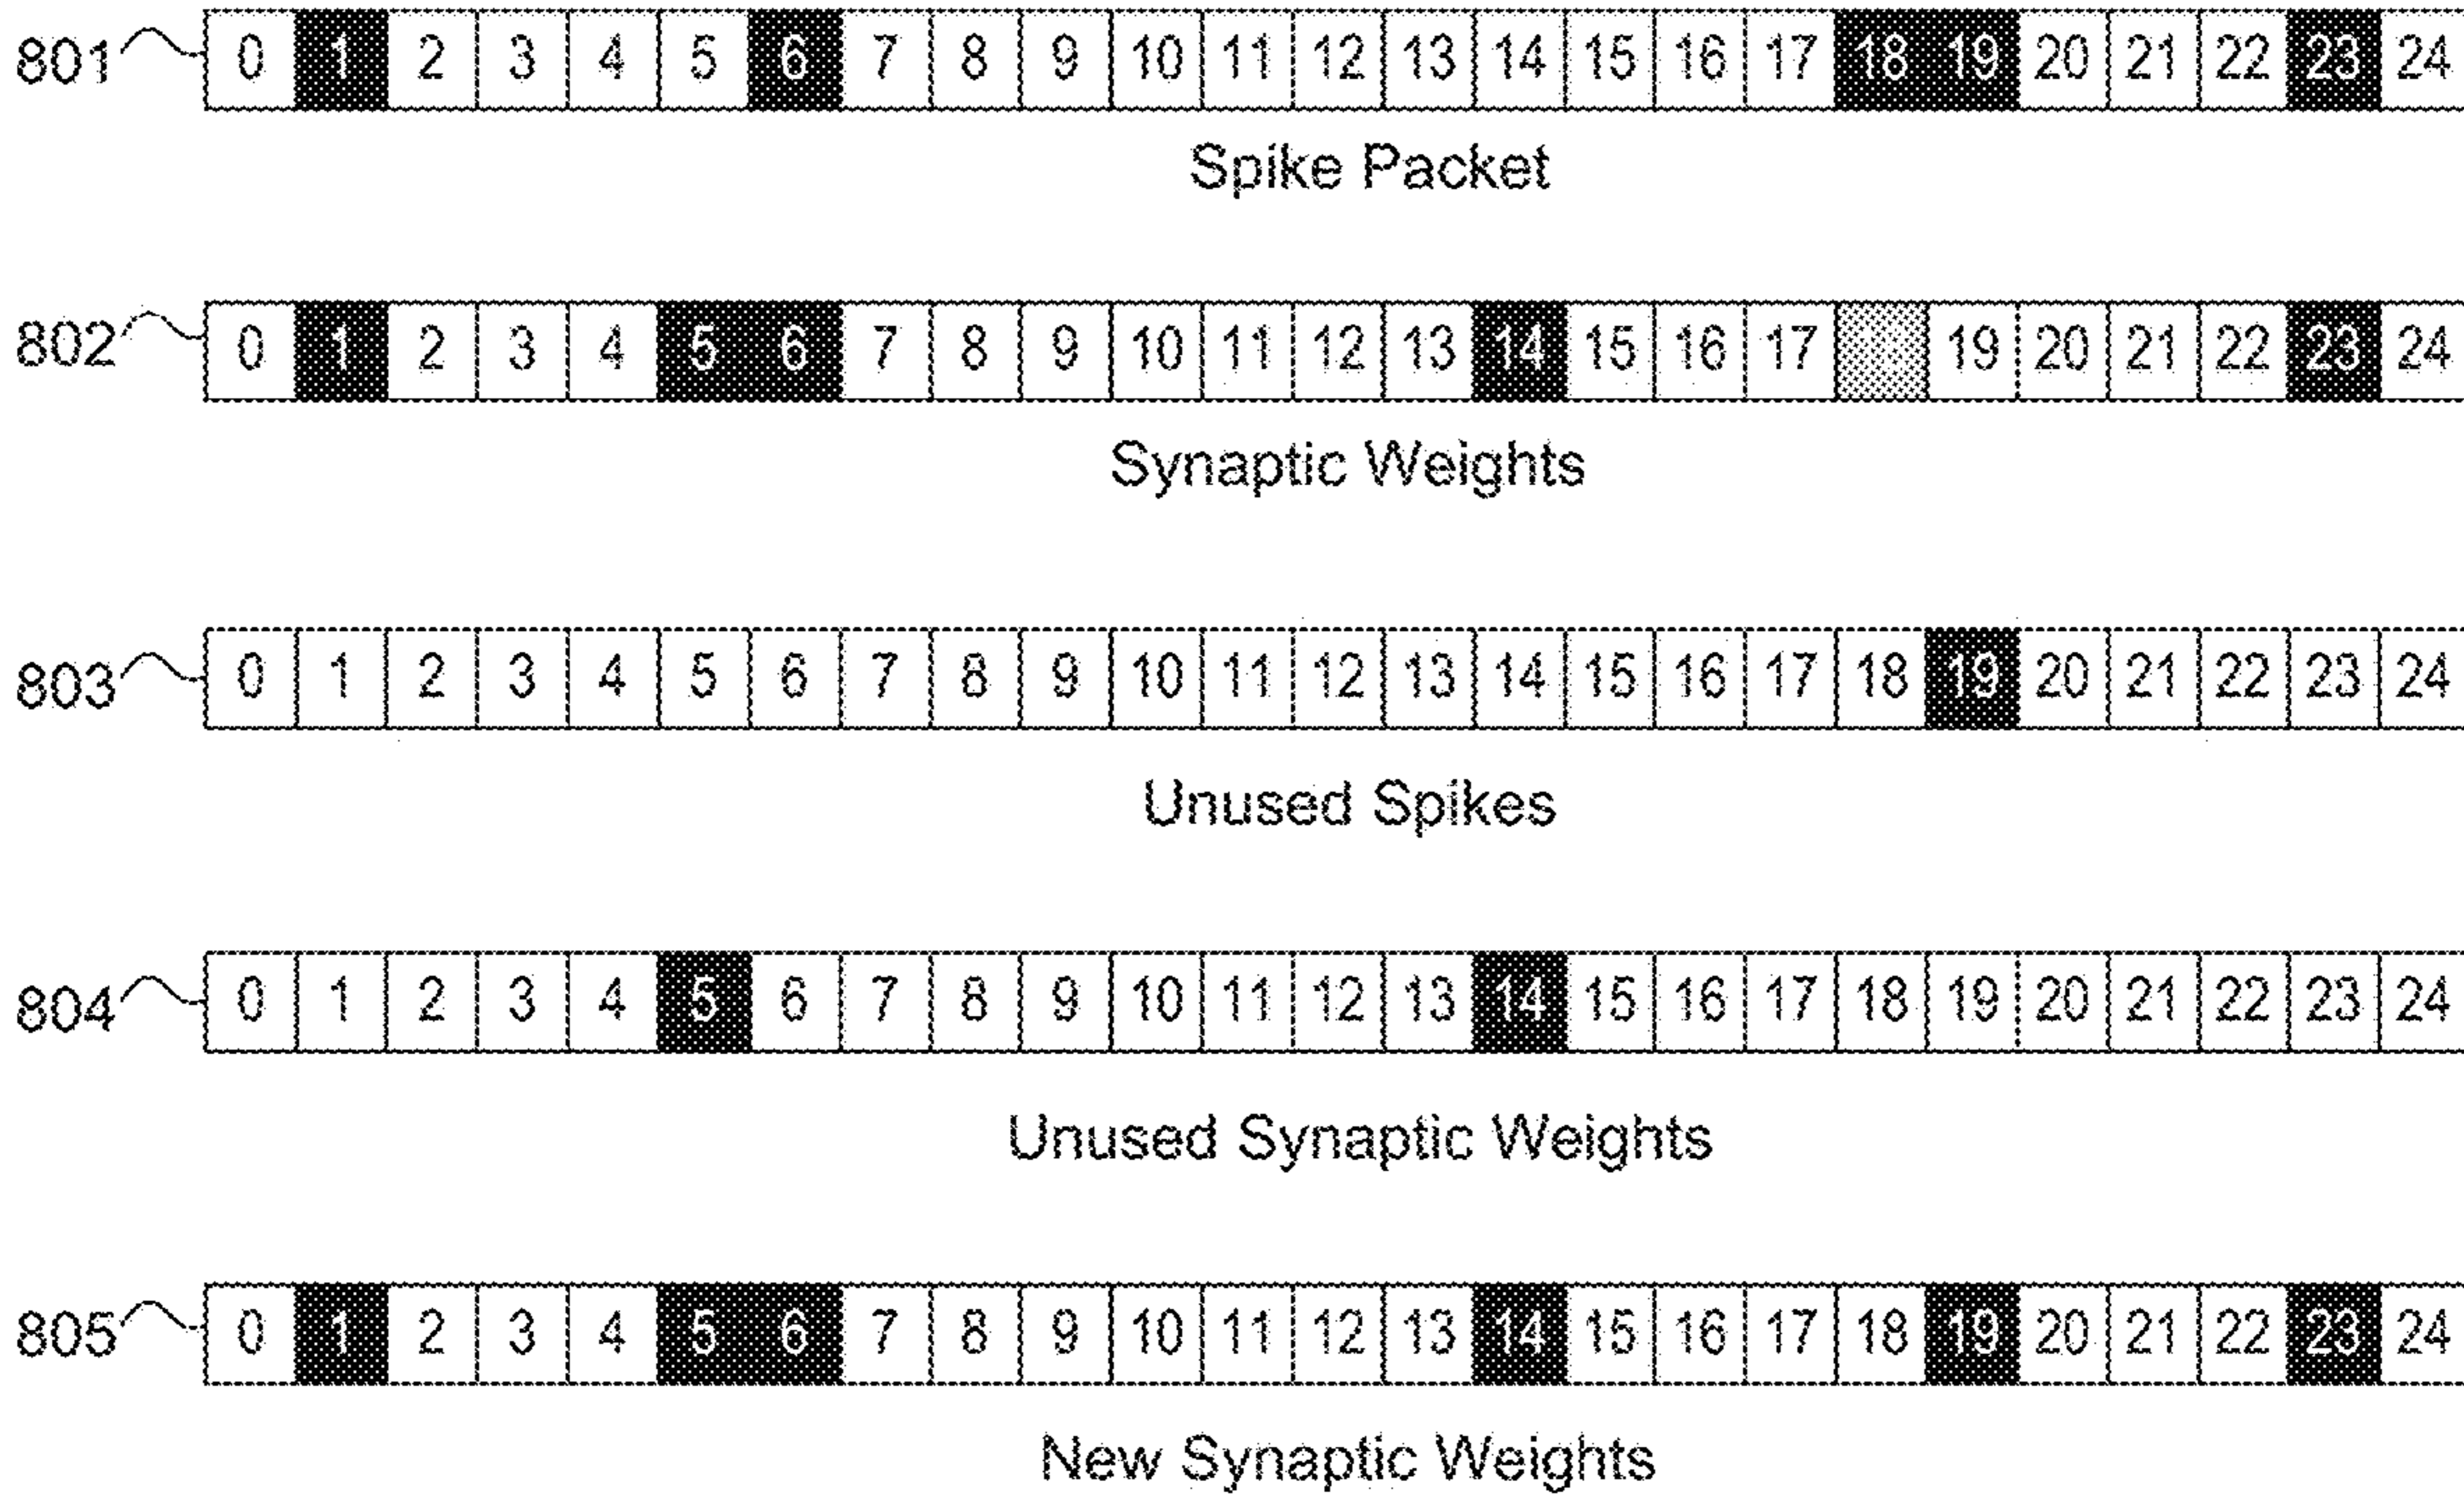 801 0 1 2 3 4 5 6 7 8 9 10 11 12 13 14 15 16 17 18 19 20 21 22 23 24
Spike Packet
802 0 1 2 3 4 5 6 7 8 9 10 11 12 13 14 15 16 17 19 20 21 22 23 24
Synaptic Weights
803 0 1 2 3 4 5 6 7 8 9 10 11 12 13 14 15 16 17 18 19 20 21 22 23 24
Unused Spikes
804 0 1 2 3 4 5 6 7 8 9 10 11 12 13 14 15 16 17 18 19 20 21 22 23 24
Unused Synaptic Weights
805 0 1 2 3 4 5 6 7 8 9 10 11 12 13 14 15 16 17 18 19 20 21 22 23 24
New Synaptic Weights